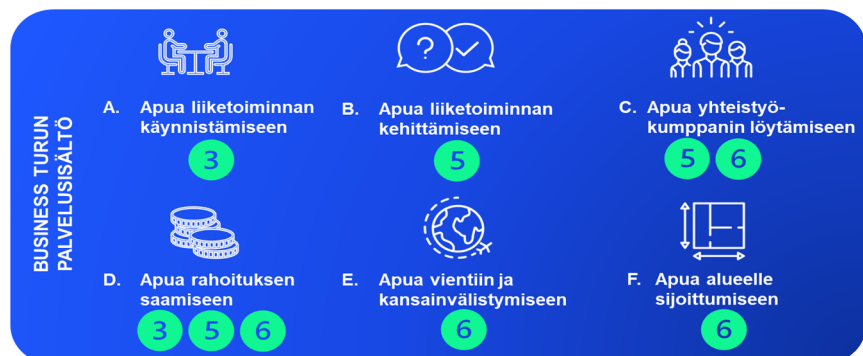 BUSINESS TURUN
PALVELUSISÄLTÖ
?
A. Apua liiketoiminnan
käynnistämiseen
3
B. Apua liiketoiminnan
kehittämiseen
5
C. Apua yhteistyö-
kumppanin löytämiseen
5 6
D. Apua rahoituksen
saamiseen
3 5 6
E. Apua vientiin ja
kansainvälistymiseen
6
F. Apua alueelle
sijoittumiseen
6